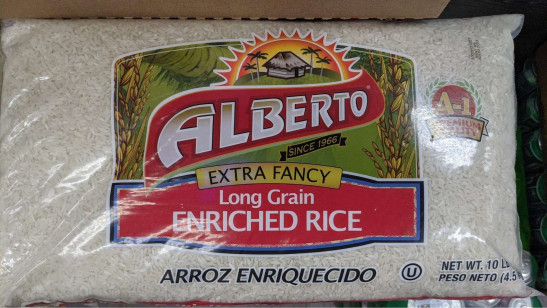 ALBERTO
SINCE 1966
EXTRA FANCY
Long Grain
ENRICHED RICE
ARROZ ENRIQUECIDO
A-1
U
NET WT. 10
PESO NETO (4.5